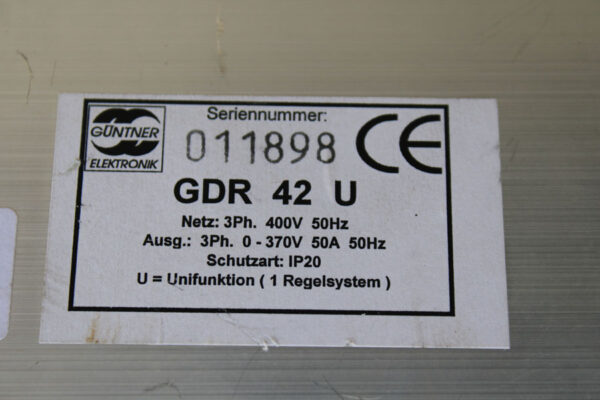 GÜNTNER
ELEKTRONIK
Seriennummer:
011898
CE
GDR 42 U
Netz: 3Ph. 400V 50Hz
Ausg.: 3Ph. 0 - 370V 50A 50Hz
Schutzart: IP20
U = Unifunktion ( 1 Regelsystem )